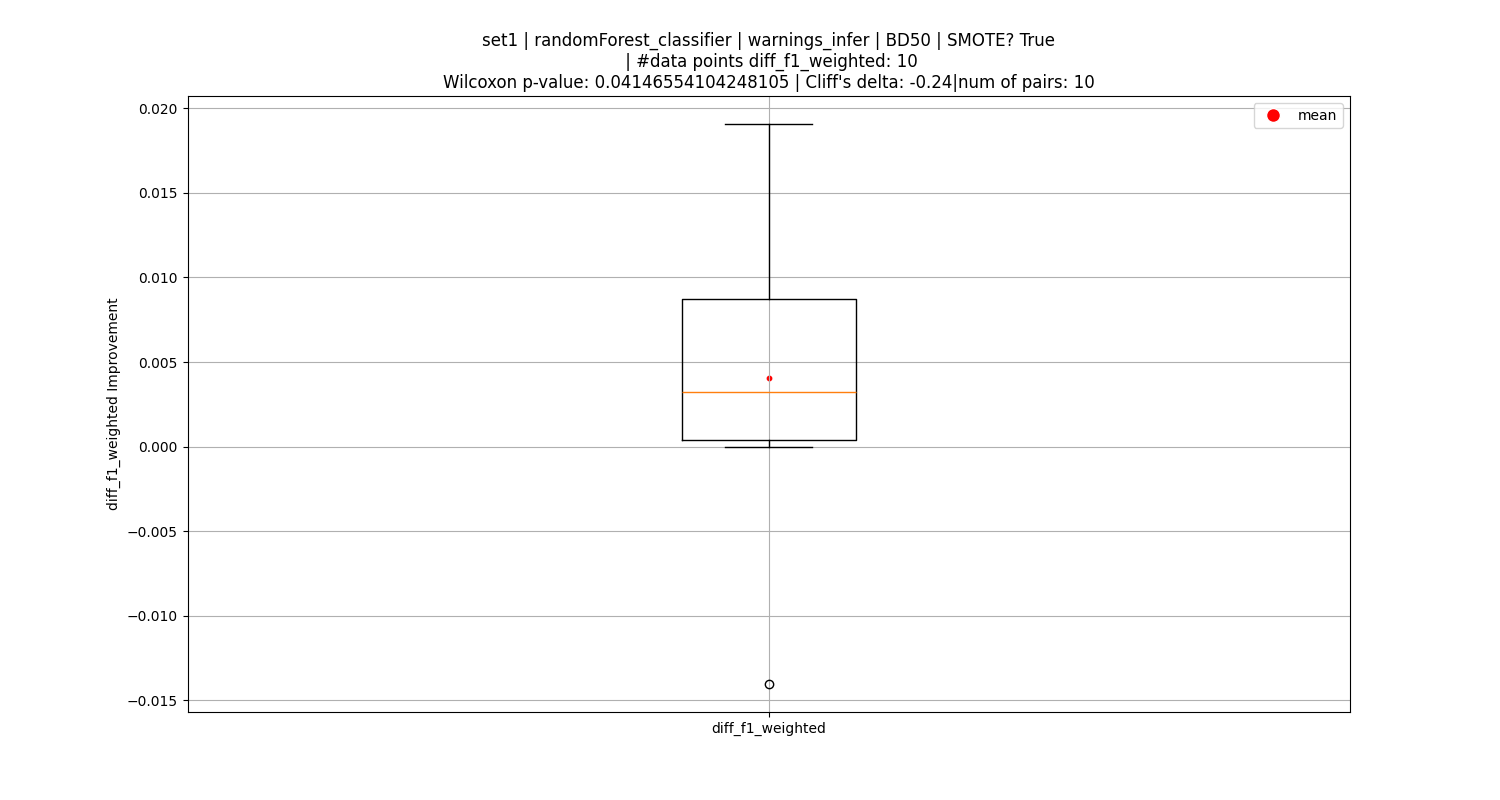 set1 | randomForest_classifier | warnings_infer | BD50 | SMOTE? True
| #data points diff_f1_weighted: 10
Wilcoxon p-value: 0.04146554104248105 | Cliff's delta: -0.24|num of pairs: 10
mean
0.020
0.015
0.010
0.005
0.000
−0.005
−0.010
−0.015
diff_f1_weighted Improvement
diff_f1_weighted